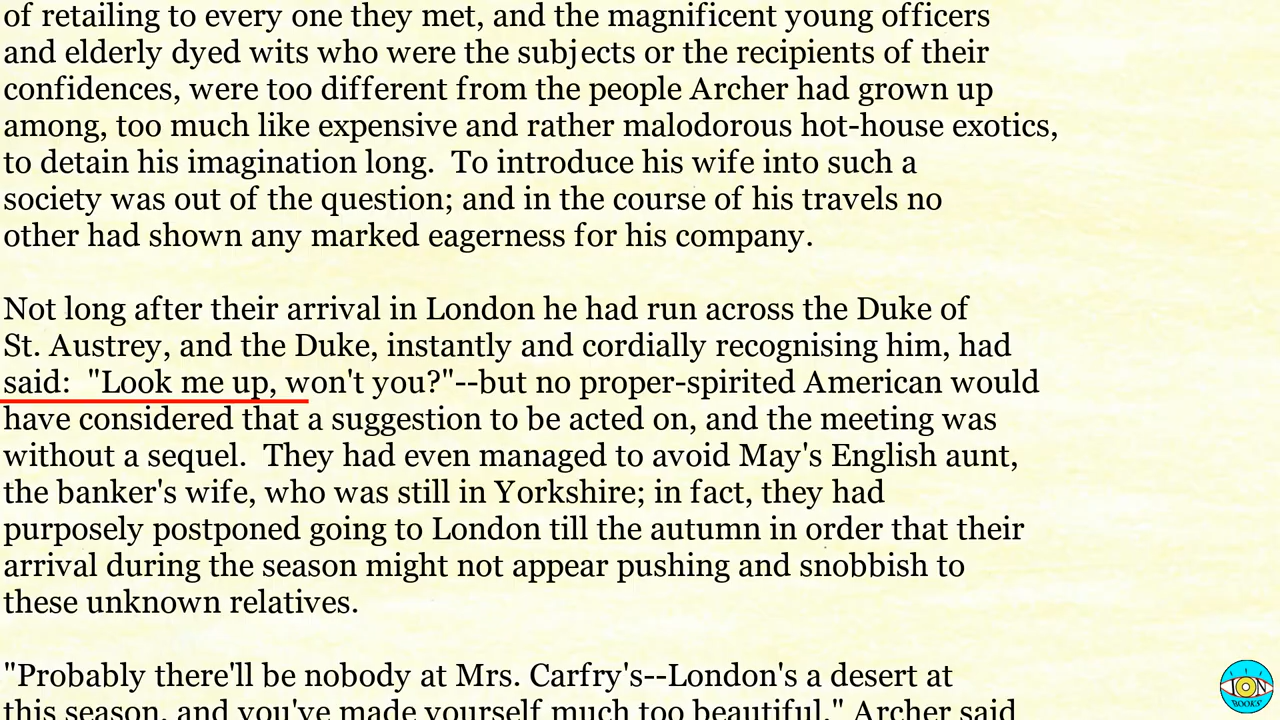 of retailing to every one they met, and the magnificent young officers
and elderly dyed wits who were the subjects or the recipients of their
confidences, were too different from the people Archer had grown up
among, too much like expensive and rather malodorous hot-house exotics,
to detain his imagination long.  To introduce his wife into such a
society was out of the question; and in the course of his travels no
other had shown any marked eagerness for his company.
Not long after their arrival in London he had run across the Duke of
St. Austrey, and the Duke, instantly and cordially recognising him, had
said:  "Look me up, won't you?"--but no proper-spirited American would
have considered that a suggestion to be acted on, and the meeting was
without a sequel.  They had even managed to avoid May's English aunt,
the banker's wife, who was still in Yorkshire; in fact, they had
purposely postponed going to London till the autumn in order that their
arrival during the season might not appear pushing and snobbish to
these unknown relatives.
"Probably there'll be nobody at Mrs. Carfry's--London's a desert at
this season, and you've made yourself much too beautiful," Archer said
ION
BOOKS